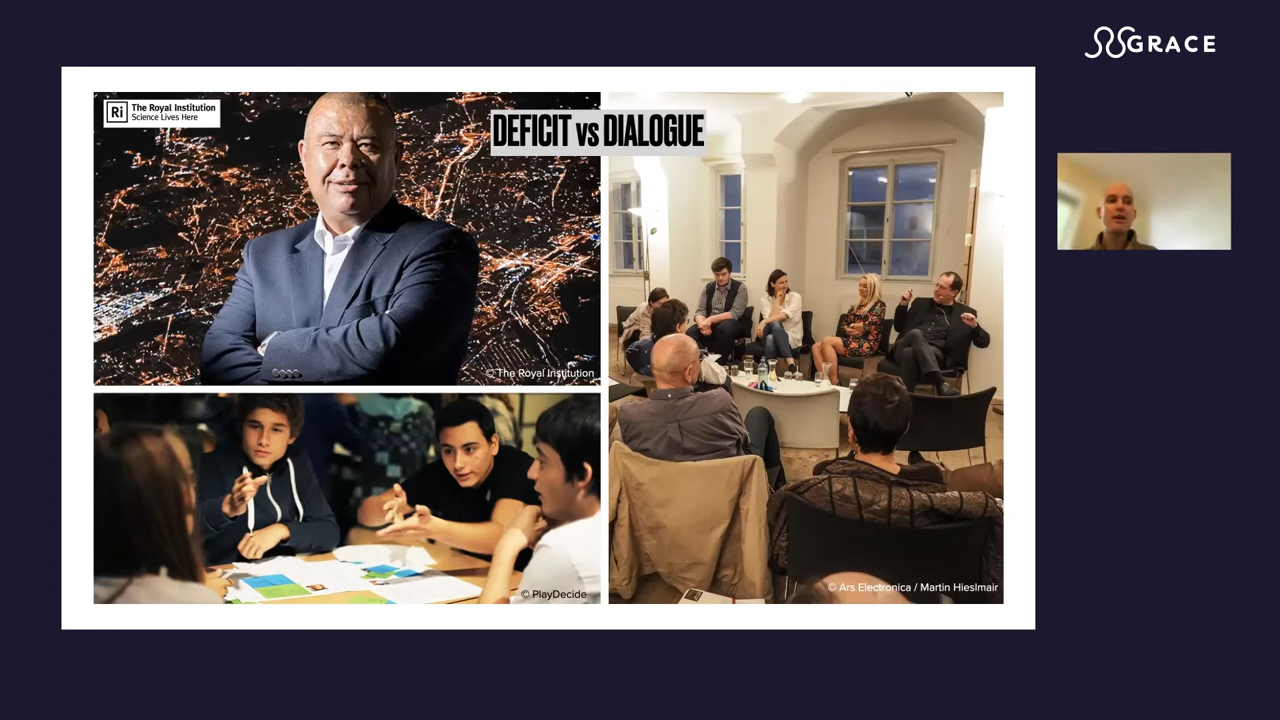 GRACE
Ri
The Royal Institution
Science Lives Here
DEFICIT vs DIALOGUE
© The Royal Institution
© PlayDecide
© Ars Electronica / Martin Hieslmair